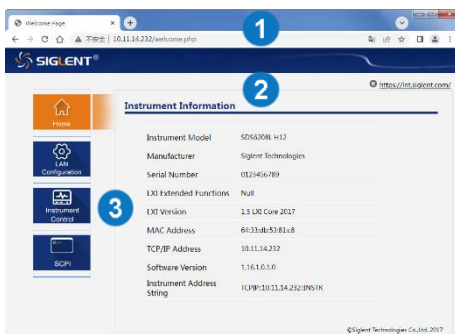 Welcome Page
1
不安全 | 10.11.14.232/welcome.php
SIGLENT®
2
https://int.siglent.com/
Home
Instrument Information
Instrument Model SDS6208L H12
Manufacturer Siglent Technologies
LAN
Configuration
Serial Number 0123456789
LXI Extended Functions Null
Instrument
Control
3
LXI Version 1.5 LXI Core 2017
MAC Address 64:33:db:53:81:c8
TCP/IP Address 10.11.14.232
SCPI
Software Version 1.16.1.0.1.0
Instrument Address
String TCPIP::10.11.14.232::INSTR
©Siglent Technologies Co.,Ltd. 2017